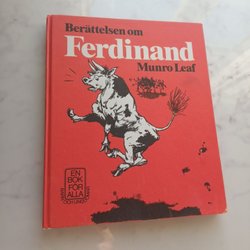 Berättelsen om
Ferdinand
Munro Leaf
EN
BOK
FÖR
ALLA